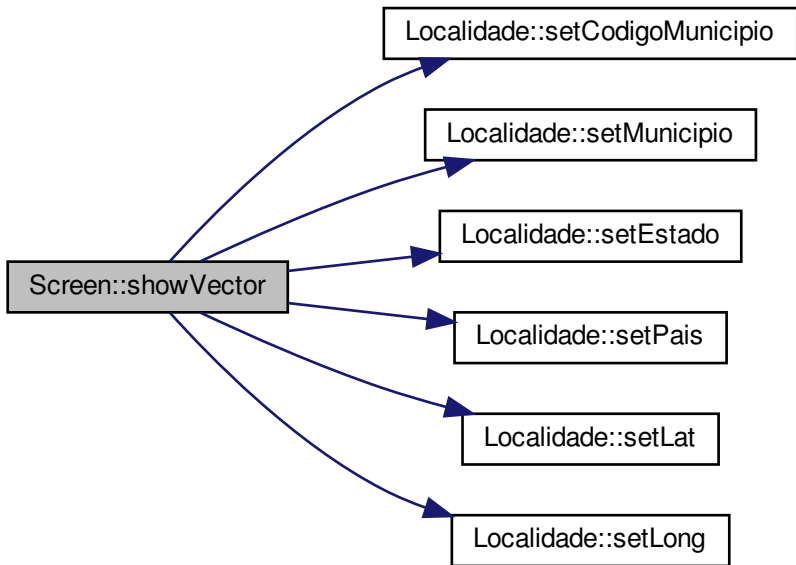 Localidade::setCodigoMunicipio
Localidade::setMunicipio
Localidade::setEstado
Screen::showVector
Localidade::setPais
Localidade::setLat
Localidade::setLong